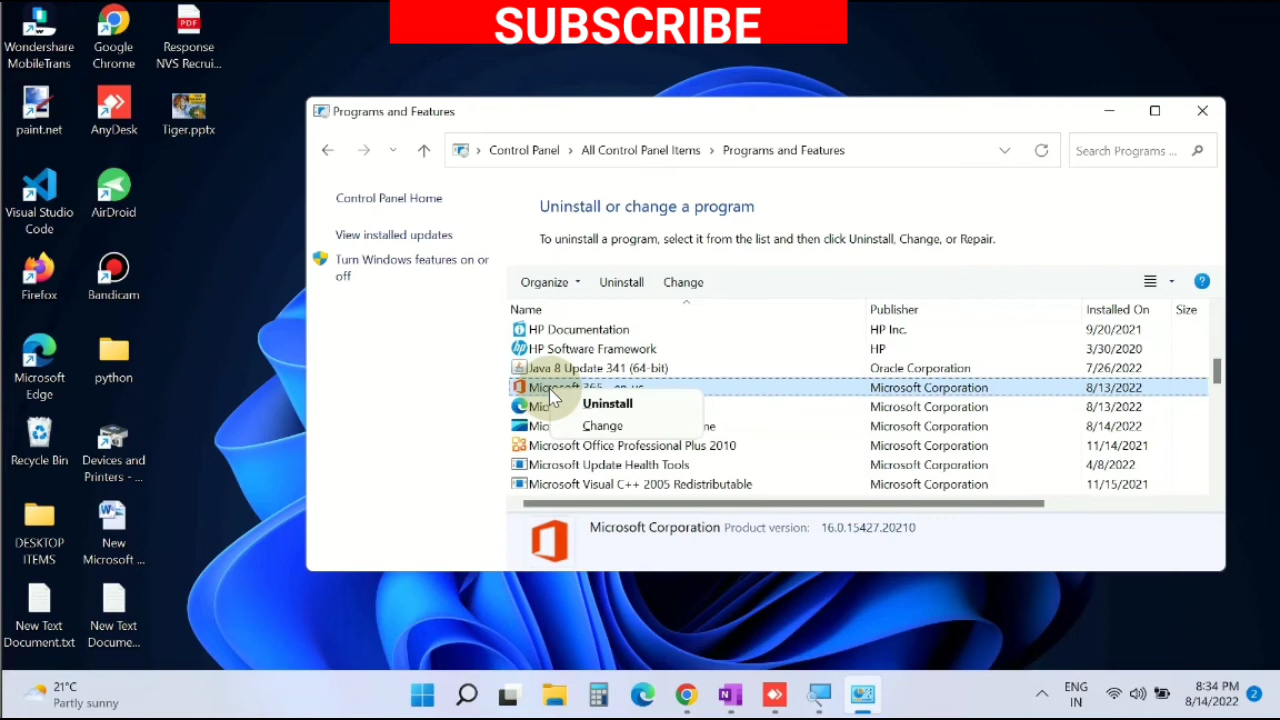 SUBSCRIBE
Wondershare
MobileTrans
Google
Chrome
PDF
Response
NVS Recrui...
paint.net
AnyDesk
Tiger.pptx
Visual Studio
Code
AirDroid
Firefox
Bandicam
Microsoft
Edge
python
Recycle Bin
Devices and
Printers - ...
DESKTOP
ITEMS
New
Microsoft ...
New Text
Document.txt
New Text
Docume...
Programs and Features
Control Panel > All Control Panel Items > Programs and Features
Search Programs ...
Control Panel Home
View installed updates
Turn Windows features on or
off
Uninstall or change a program
To uninstall a program, select it from the list and then click Uninstall, Change, or Repair.
Organize Uninstall Change
Name Publisher Installed On Size
HP Documentation HP Inc. 9/20/2021
HP Software Framework HP 3/30/2020
Java 8 Update 341 (64-bit) Oracle Corporation 7/26/2022
Microsoft 365 - en-us Microsoft Corporation 8/13/2022
Mic Microsoft Corporation 8/13/2022
Mic me Microsoft Corporation 8/14/2022
Uninstall
Change
Microsoft Office Professional Plus 2010 Microsoft Corporation 11/14/2021
Microsoft Update Health Tools Microsoft Corporation 4/8/2022
Microsoft Visual C++ 2005 Redistributable Microsoft Corporation 11/15/2021
Microsoft Corporation Product version: 16.0.15427.20210
21°C
Partly sunny
ENG
IN
8:34 PM
8/14/2022
2